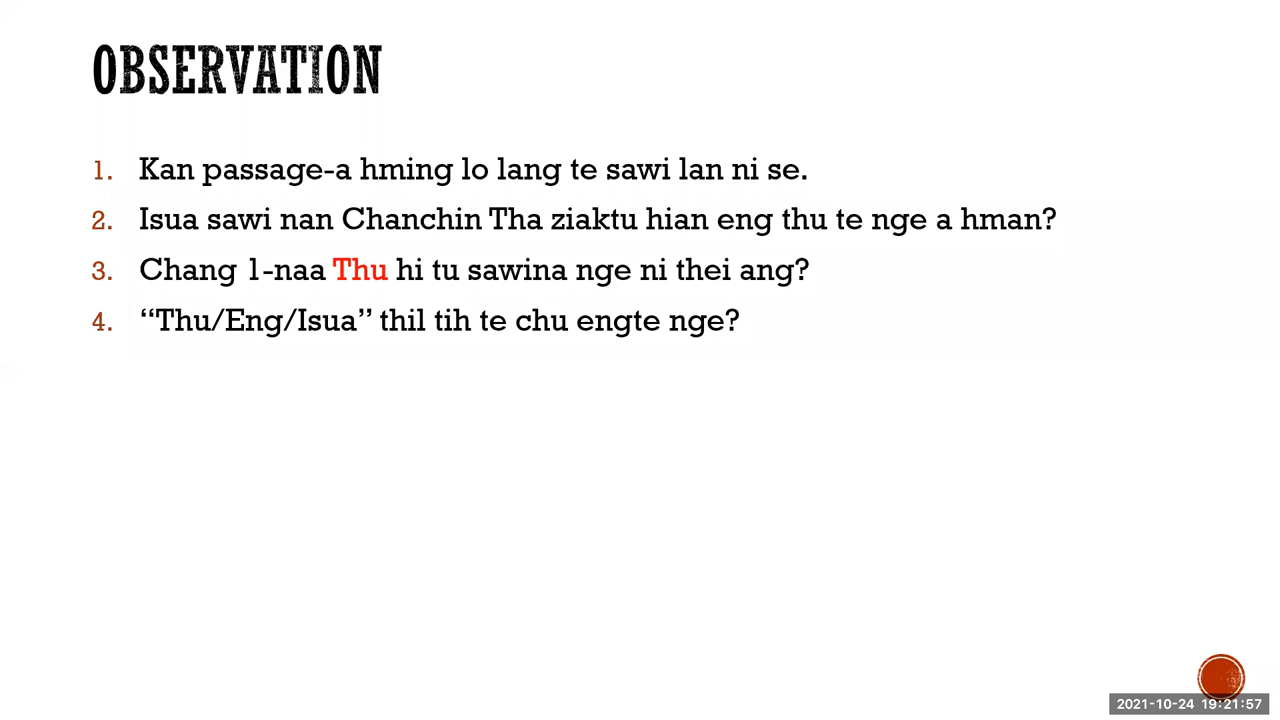 OBSERVATION
1. Kan passage-a hming lo lang te sawi lan ni se.
2. Isua sawi nan Chanchin Tha ziaktu hian eng thu te nge a hman?
3. Chang 1-naa Thu hi tu sawina nge ni thei ang?
4. “Thu/Eng/Isua” thil tih te chu engte nge?
2021-10-24 19:21:57